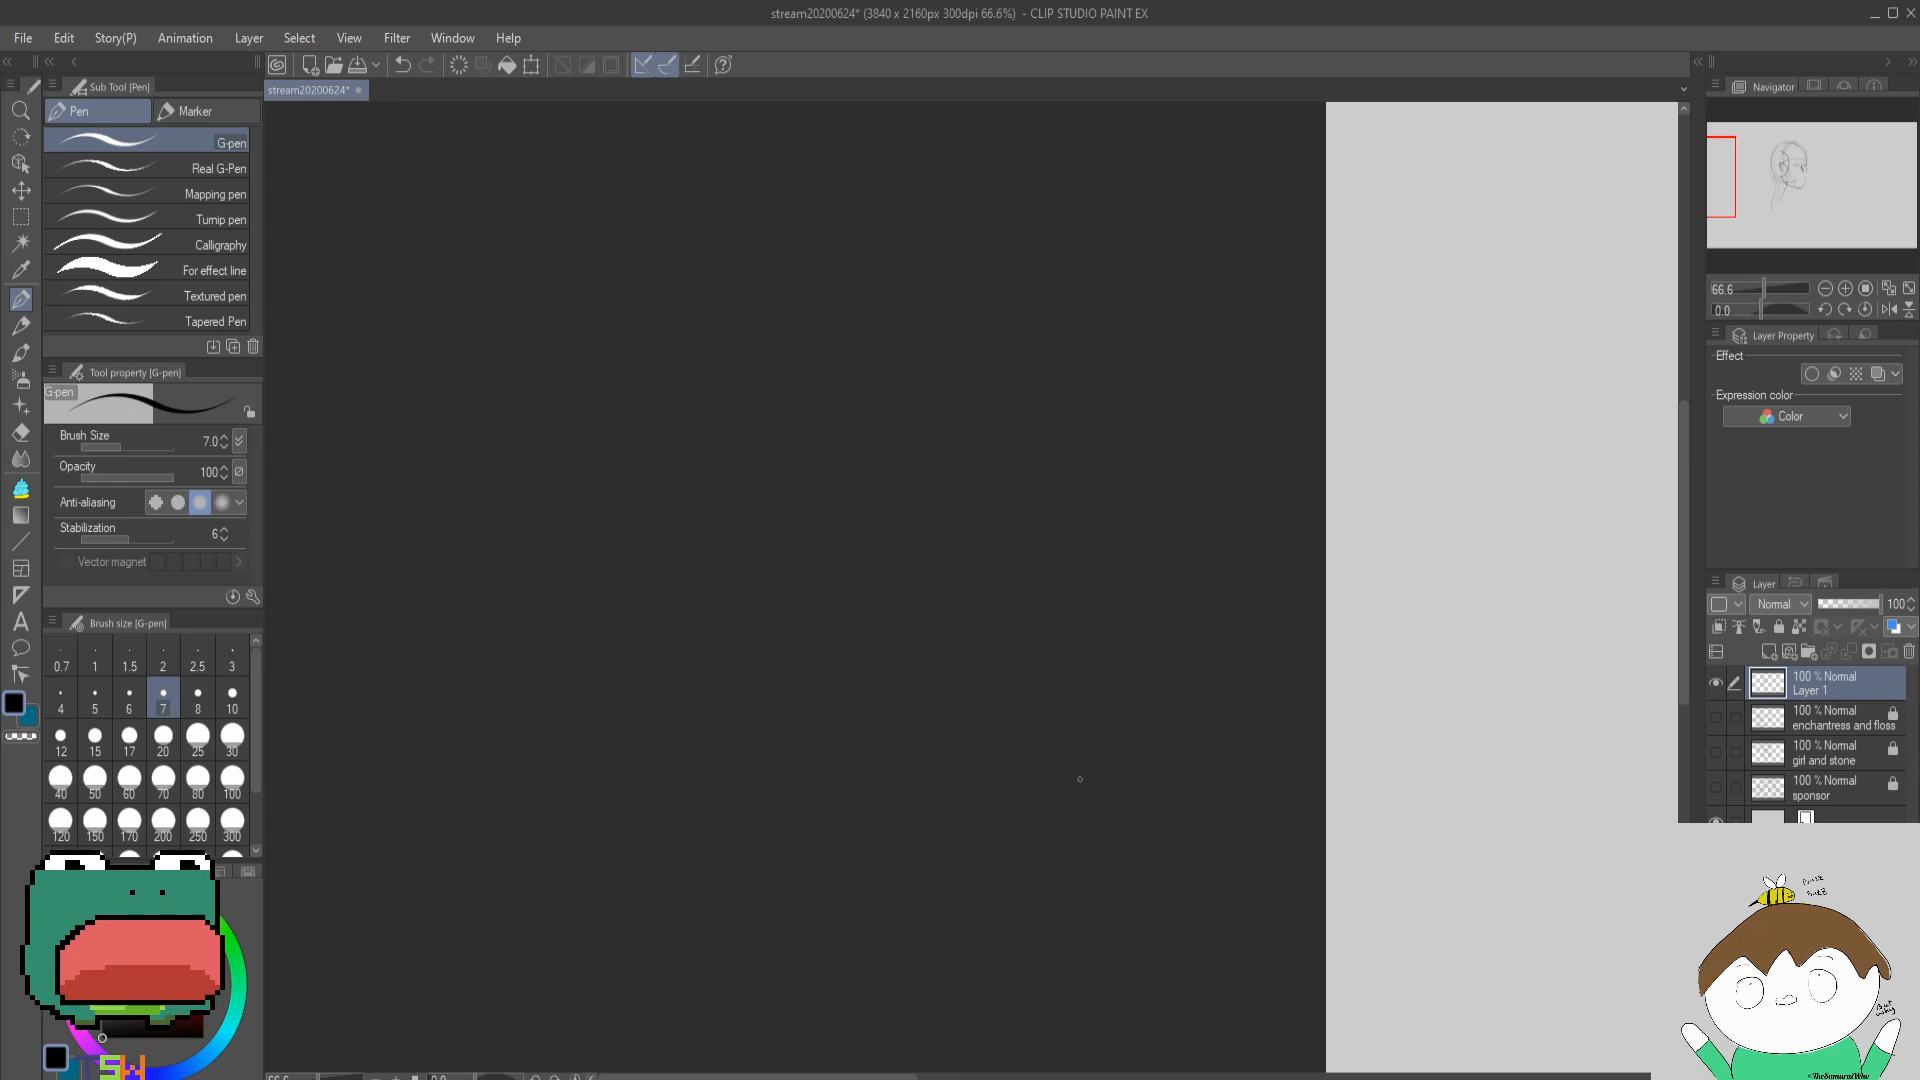 stream20200624* (3840 x 2160px 300dpi 66.6%) - CLIP STUDIO PAINT EX
File Edit Story(P) Animation Layer Select View Filter Window Help
stream20200624*
Sub Tool [Pen]
Pen Marker
G-pen
Real G-Pen
Mapping pen
Turnip pen
Calligraphy
For effect line
Textured pen
Tapered Pen
Tool property [G-pen]
G-pen
Brush Size 7.0
Opacity 100
Anti-aliasing
Stabilization 6
Vector magnet
Brush size [G-pen]
0.7 1 1.5 2 2.5 3
4 5 6 7 8 10
12 15 17 20 25 30
40 50 60 70 80 100
120 150 170 200 250 300
SW
Navigator
66.6
0.0
Layer Property
Effect
Expression color
Color
Layer
Normal 100
100 % Normal
Layer 1
100 % Normal
enchantress and floss
100 % Normal
girl and stone
100 % Normal
sponsor
Buzz
Buzz
But
why
©TheSamuraiWho